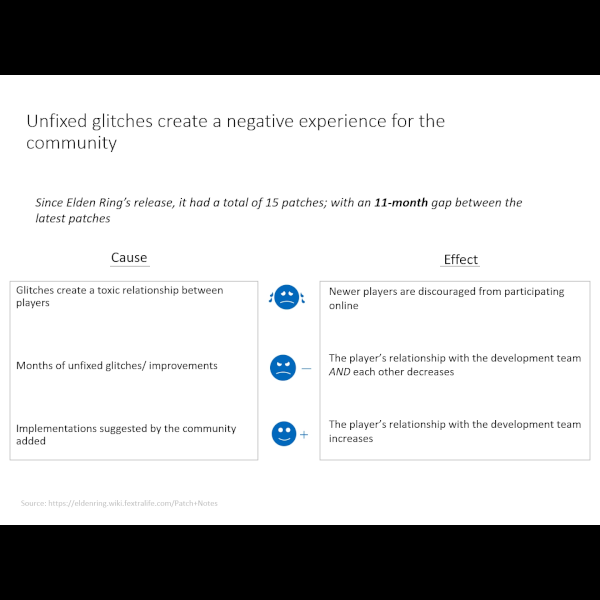 Unfixed glitches create a negative experience for the
community
Since Elden Ring’s release, it had a total of 15 patches; with an 11-month gap between the
latest patches
Cause
Effect
Glitches create a toxic relationship between
players
Newer players are discouraged from participating
online
Months of unfixed glitches/ improvements
The player’s relationship with the development team
AND each other decreases
Implementations suggested by the community
added
The player’s relationship with the development team
increases
Source: https://eldenring.wiki.fextralife.com/Patch+Notes